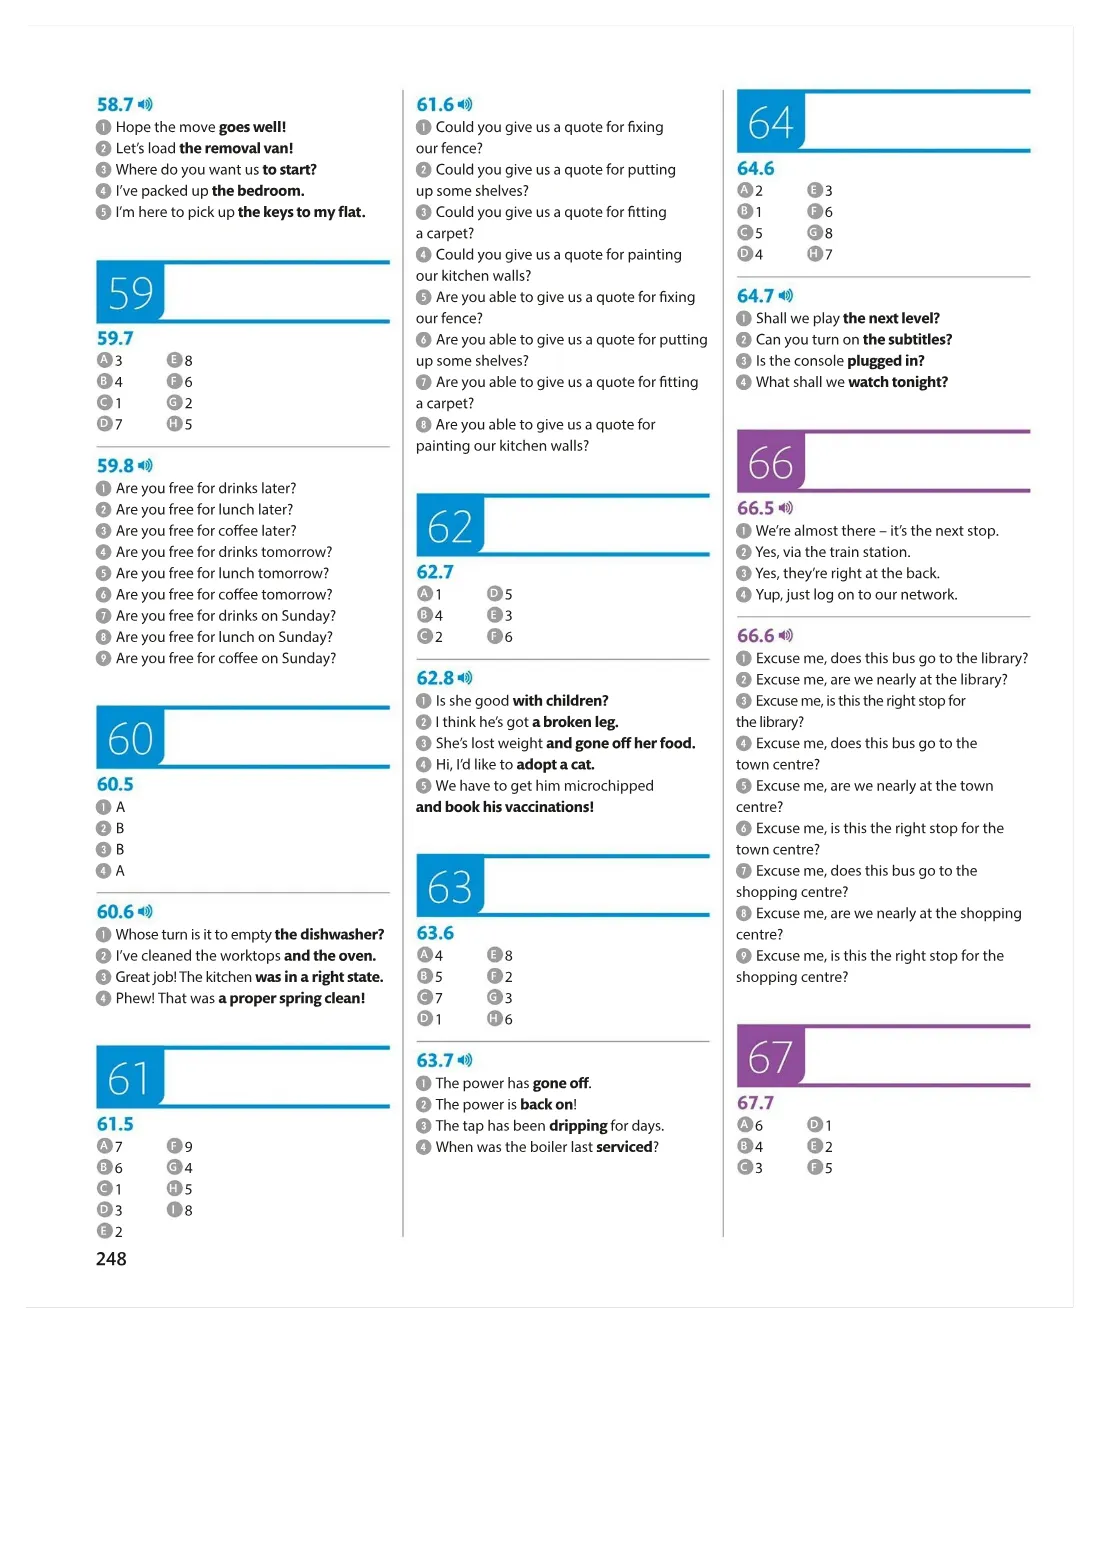 58.7
1 Hope the move goes well!
2 Let's load the removal van!
3 Where do you want us to start?
4 I've packed up the bedroom.
5 I'm here to pick up the keys to my flat.
59
59.7
A 3 E 8
B 4 F 6
C 1 G 2
D 7 H 5
59.8
1 Are you free for drinks later?
2 Are you free for lunch later?
3 Are you free for coffee later?
4 Are you free for drinks tomorrow?
5 Are you free for lunch tomorrow?
6 Are you free for coffee tomorrow?
7 Are you free for drinks on Sunday?
8 Are you free for lunch on Sunday?
9 Are you free for coffee on Sunday?
60
60.5
1 A
2 B
3 B
4 A
60.6
1 Whose turn is it to empty the dishwasher?
2 I've cleaned the worktops and the oven.
3 Great job! The kitchen was in a right state.
4 Phew! That was a proper spring clean!
61
61.5
A 7 F 9
B 6 G 4
C 1 H 5
D 3 I 8
E 2
248
61.6
1 Could you give us a quote for fixing
our fence?
2 Could you give us a quote for putting
up some shelves?
3 Could you give us a quote for fitting
a carpet?
4 Could you give us a quote for painting
our kitchen walls?
5 Are you able to give us a quote for fixing
our fence?
6 Are you able to give us a quote for putting
up some shelves?
7 Are you able to give us a quote for fitting
a carpet?
8 Are you able to give us a quote for
painting our kitchen walls?
62
62.7
A 1 D 5
B 4 E 3
C 2 F 6
62.8
1 Is she good with children?
2 I think he's got a broken leg.
3 She's lost weight and gone off her food.
4 Hi, I'd like to adopt a cat.
5 We have to get him microchipped
and book his vaccinations!
63
63.6
A 4 E 8
B 5 F 2
C 7 G 3
D 1 H 6
63.7
1 The power has gone off.
2 The power is back on!
3 The tap has been dripping for days.
4 When was the boiler last serviced?
64
64.6
A 2 E 3
B 1 F 6
C 5 G 8
D 4 H 7
64.7
1 Shall we play the next level?
2 Can you turn on the subtitles?
3 Is the console plugged in?
4 What shall we watch tonight?
66
66.5
1 We're almost there – it's the next stop.
2 Yes, via the train station.
3 Yes, they're right at the back.
4 Yup, just log on to our network.
66.6
1 Excuse me, does this bus go to the library?
2 Excuse me, are we nearly at the library?
3 Excuse me, is this the right stop for
the library?
4 Excuse me, does this bus go to the
town centre?
5 Excuse me, are we nearly at the town
centre?
6 Excuse me, is this the right stop for the
town centre?
7 Excuse me, does this bus go to the
shopping centre?
8 Excuse me, are we nearly at the shopping
centre?
9 Excuse me, is this the right stop for the
shopping centre?
67
67.7
A 6 D 1
B 4 E 2
C 3 F 5